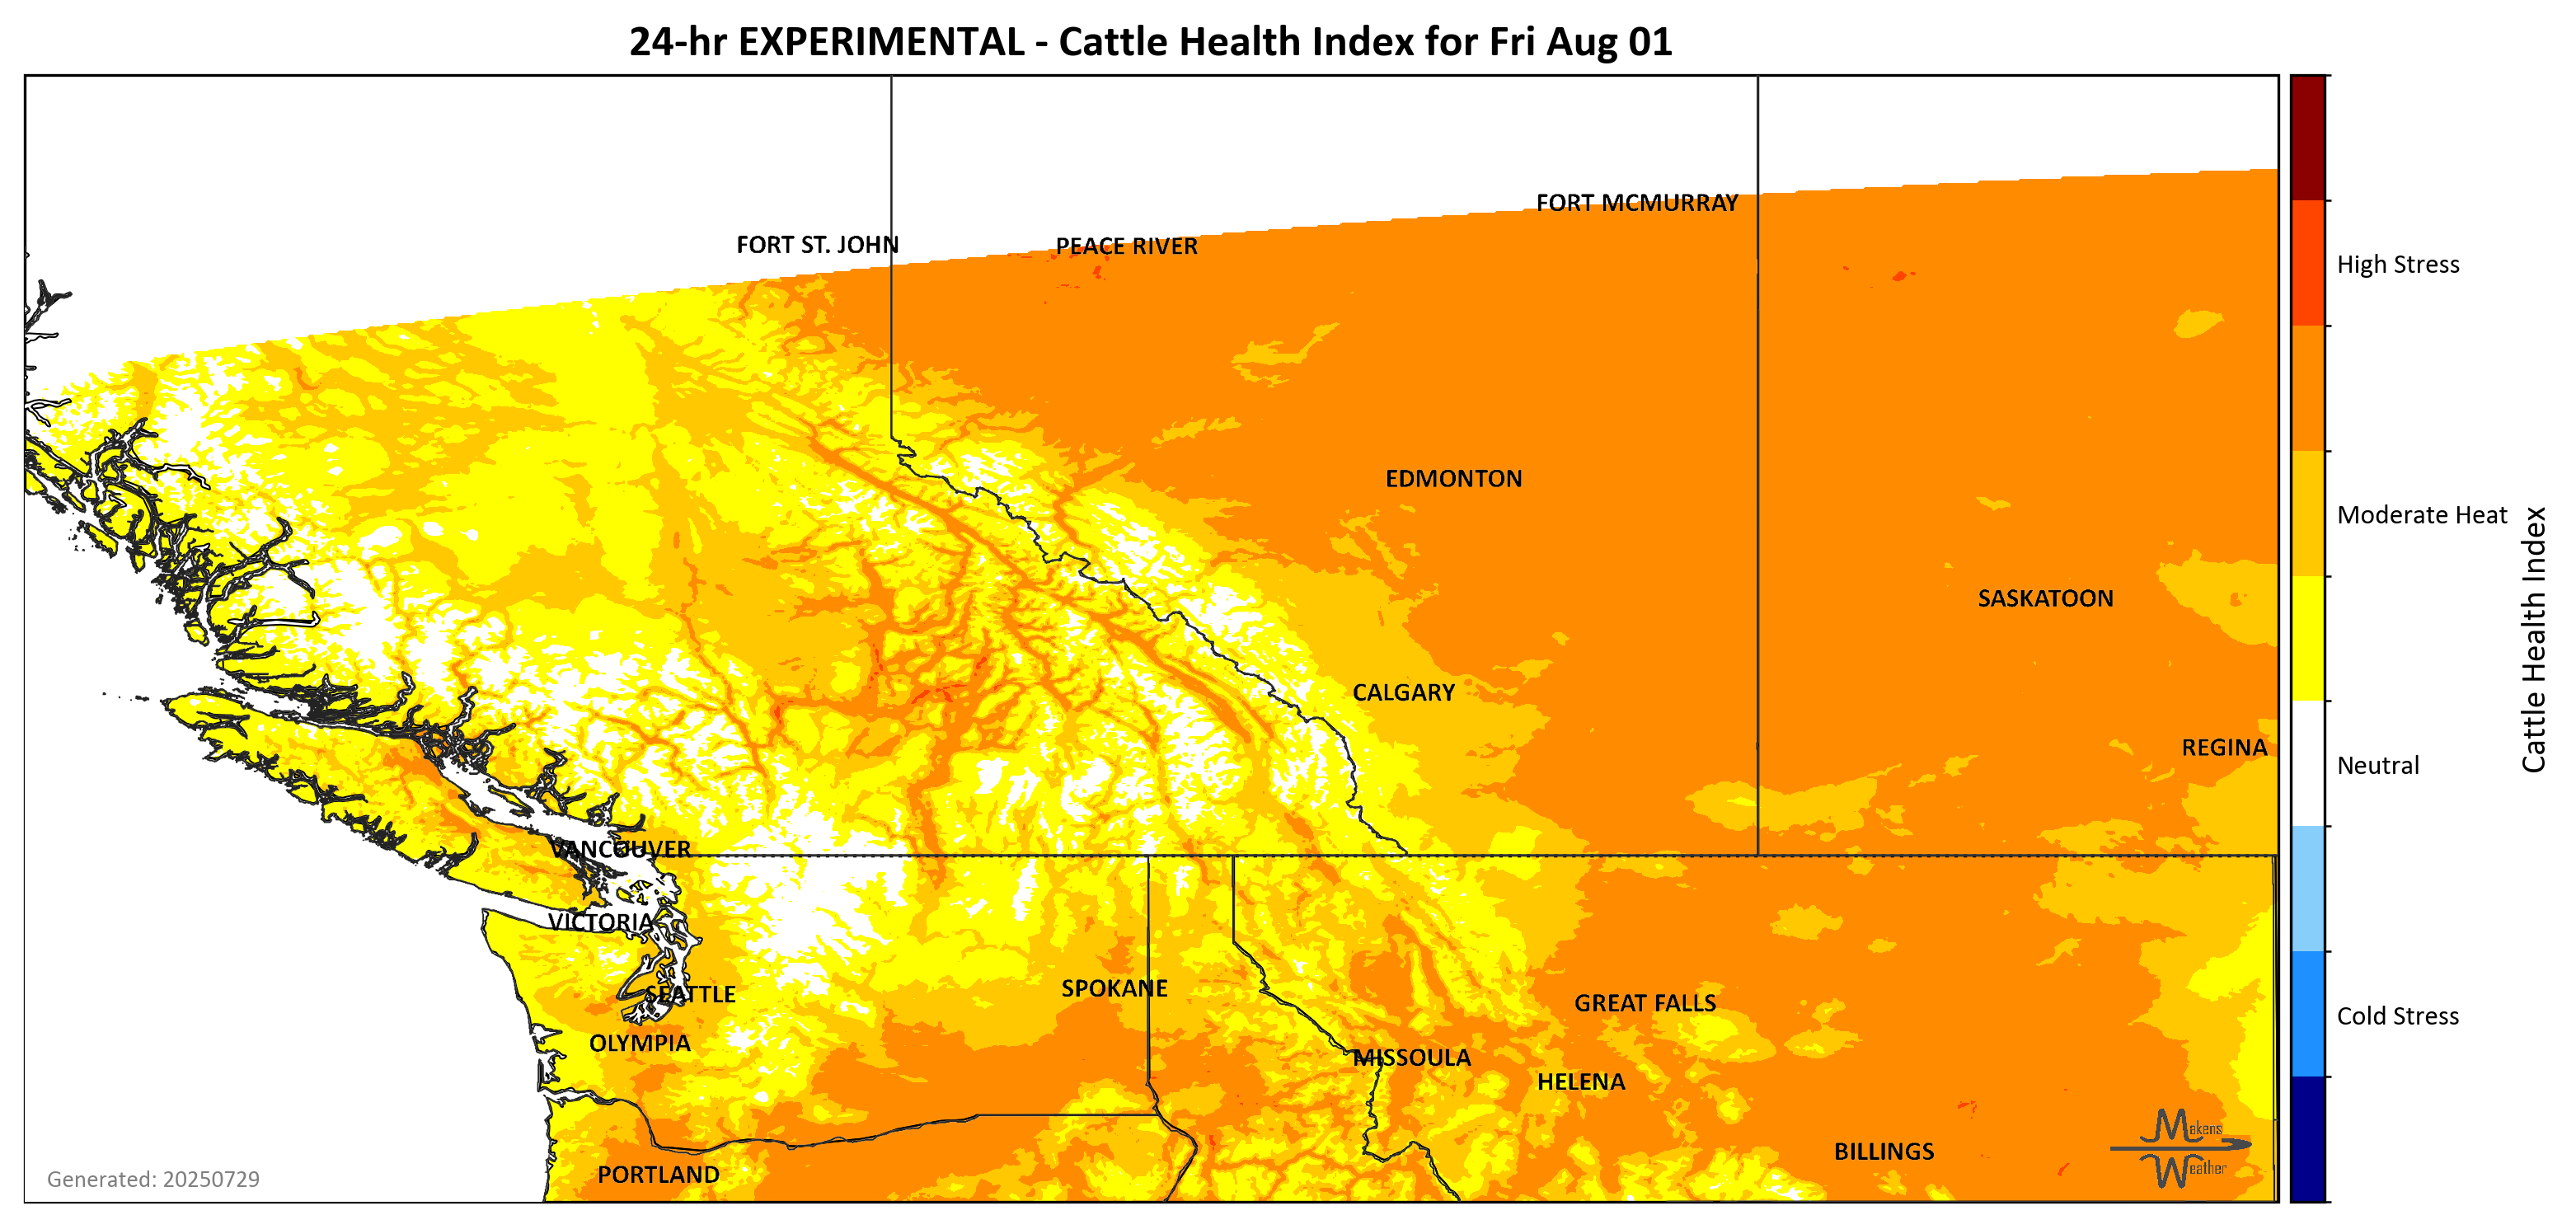 24-hr EXPERIMENTAL - Cattle Health Index for Fri Aug 01
FORT MCMURRAY
FORT ST. JOHN
PEACE RIVER
EDMONTON
SASKATOON
CALGARY
REGINA
VANCOUVER
VICTORIA
SEATTLE
SPOKANE
GREAT FALLS
OLYMPIA
MISSOULA
HELENA
BILLINGS
PORTLAND
Makens
Weather
Generated: 20250729
High Stress
Moderate Heat
Neutral
Cold Stress
Cattle Health Index